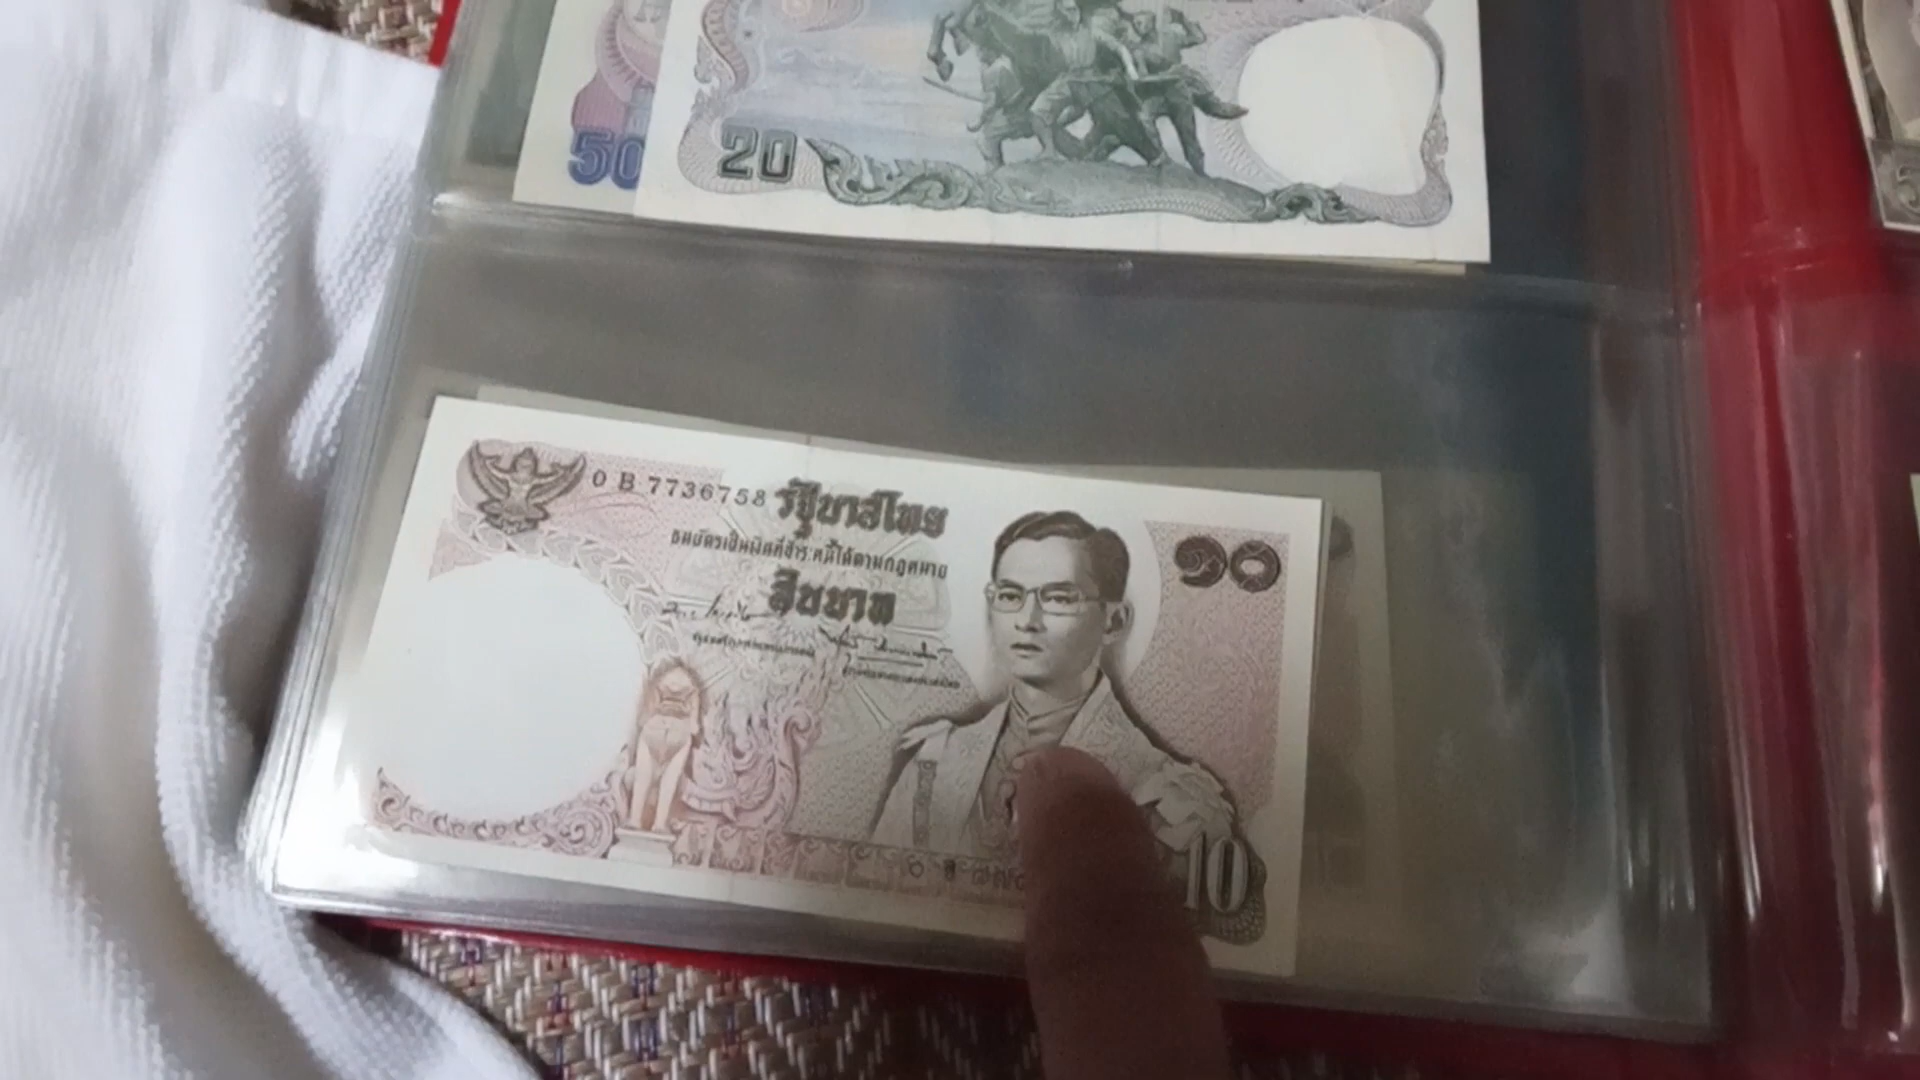 50
20
0 B 7736758
รัฐบาลไทย
ธนบัตรเป็นเงินที่ชำระหนี้ได้ตามกฎหมาย
๑๐
สิบบาท
10